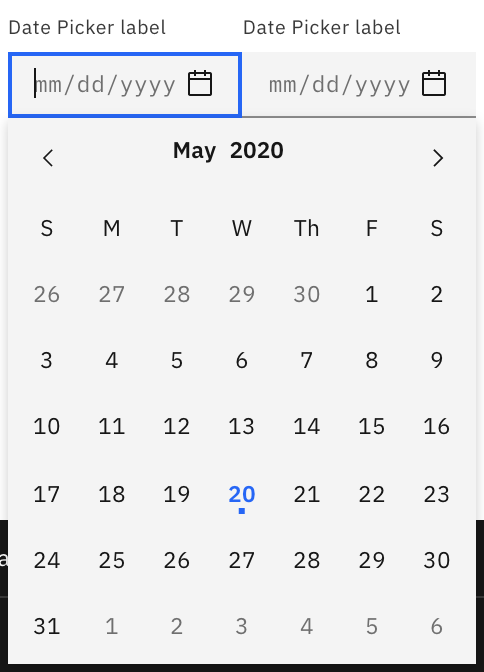 Date Picker label Date Picker label
mm/dd/yyyy mm/dd/yyyy
May 2020
S M T W Th F S
26 27 28 29 30 1 2
3 4 5 6 7 8 9
10 11 12 13 14 15 16
17 18 19 20 21 22 23
24 25 26 27 28 29 30
31 1 2 3 4 5 6